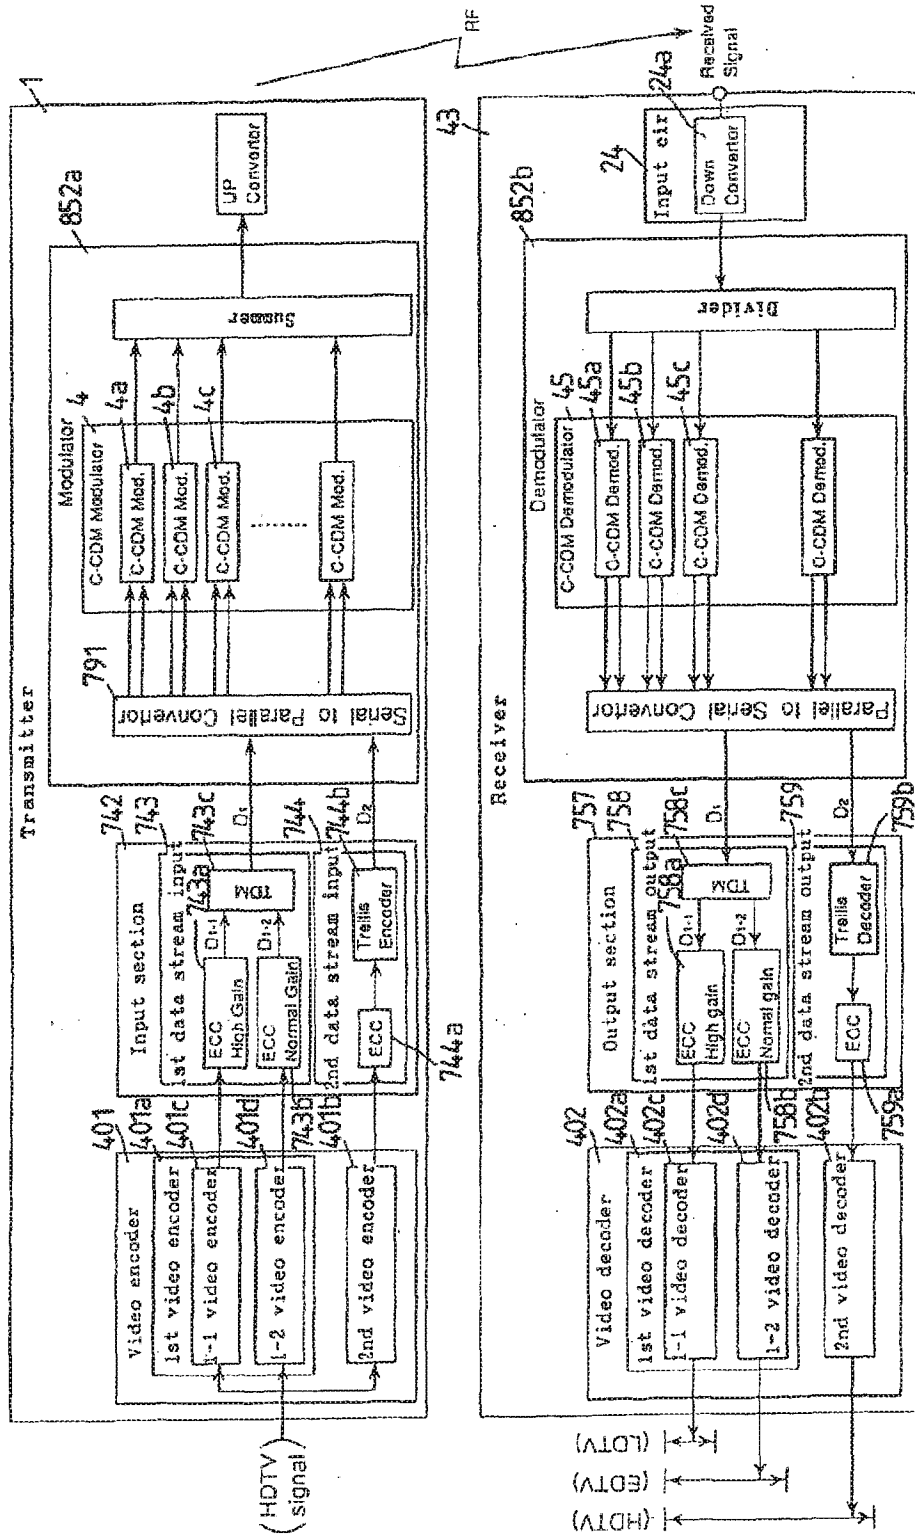 Transmitter
1
(HDTV signal)
401
Video encoder
401a
1st video encoder
401c
1-1 video encoder
401d
1-2 video encoder
401b
2nd video encoder
742
Input section
743
1st data stream input
743a
ECC High Gain
D1-1
743c
TDM
743b
ECC Normal Gain
D1-2
744
2nd data stream input
744a
ECC
744b
Trellis Encoder
D1
D2
852a
Modulator
791
Serial to Parallel Convertor
4
C-CDM Modulator
4a
C-CDM Mod.
4b
C-CDM Mod.
4c
C-CDM Mod.
C-CDM Mod.
Summer
UP Convertor
RF
Receiver
43
Received Signal
24
Input cir
24a
Down Convertor
852b
Demodulator
Divider
45
C-CDM Demodulator
45a
C-CDM Demod.
45b
C-CDM Demod.
45c
C-CDM Demod.
C-CDM Demod.
Parallel to Serial Convertor
D1
D2
757
Output section
758
1st data stream output
758c
TDM
758a
ECC High gain
D1-1
758b
ECC Normal gain
D1-2
759
2nd data stream output
759b
Trellis Decoder
759a
ECC
402
Video decoder
402a
1st video decoder
402c
1-1 video decoder
402d
1-2 video decoder
402b
2nd video decoder
(LDTV)
(EDTV)
(HDTV)